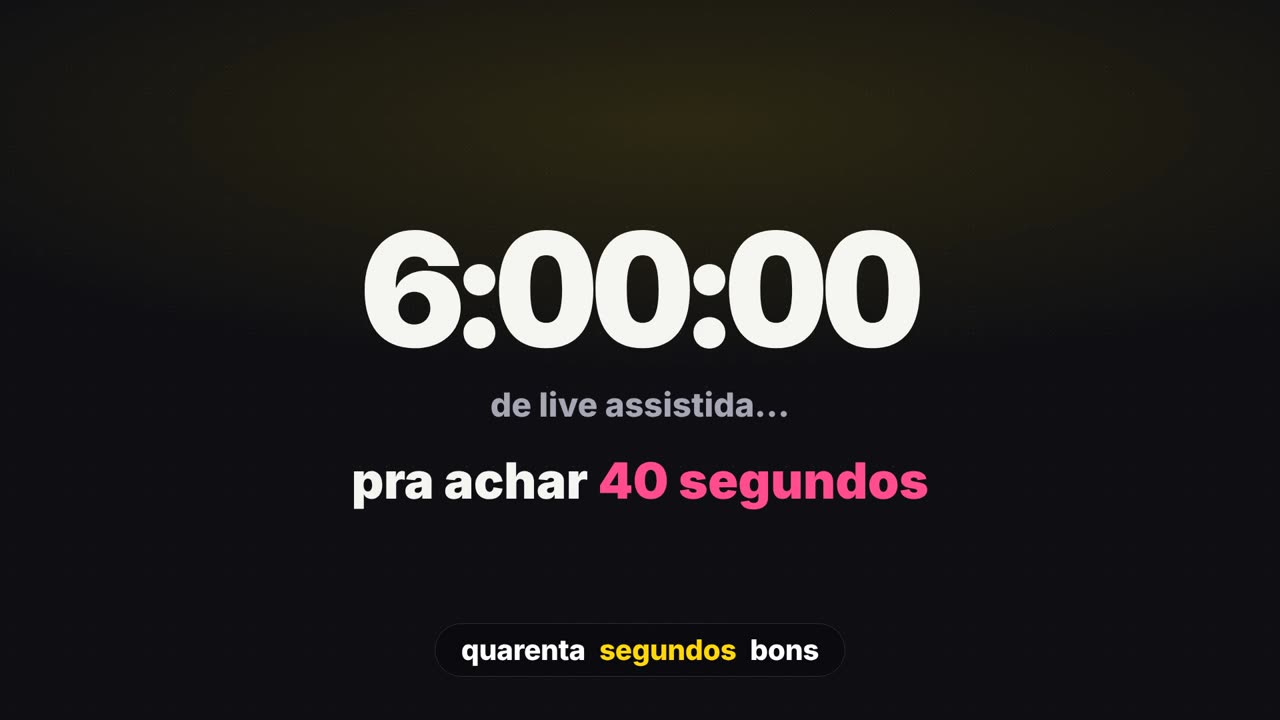 6:00:00
de live assistida...
pra achar 40 segundos
quarenta segundos bons